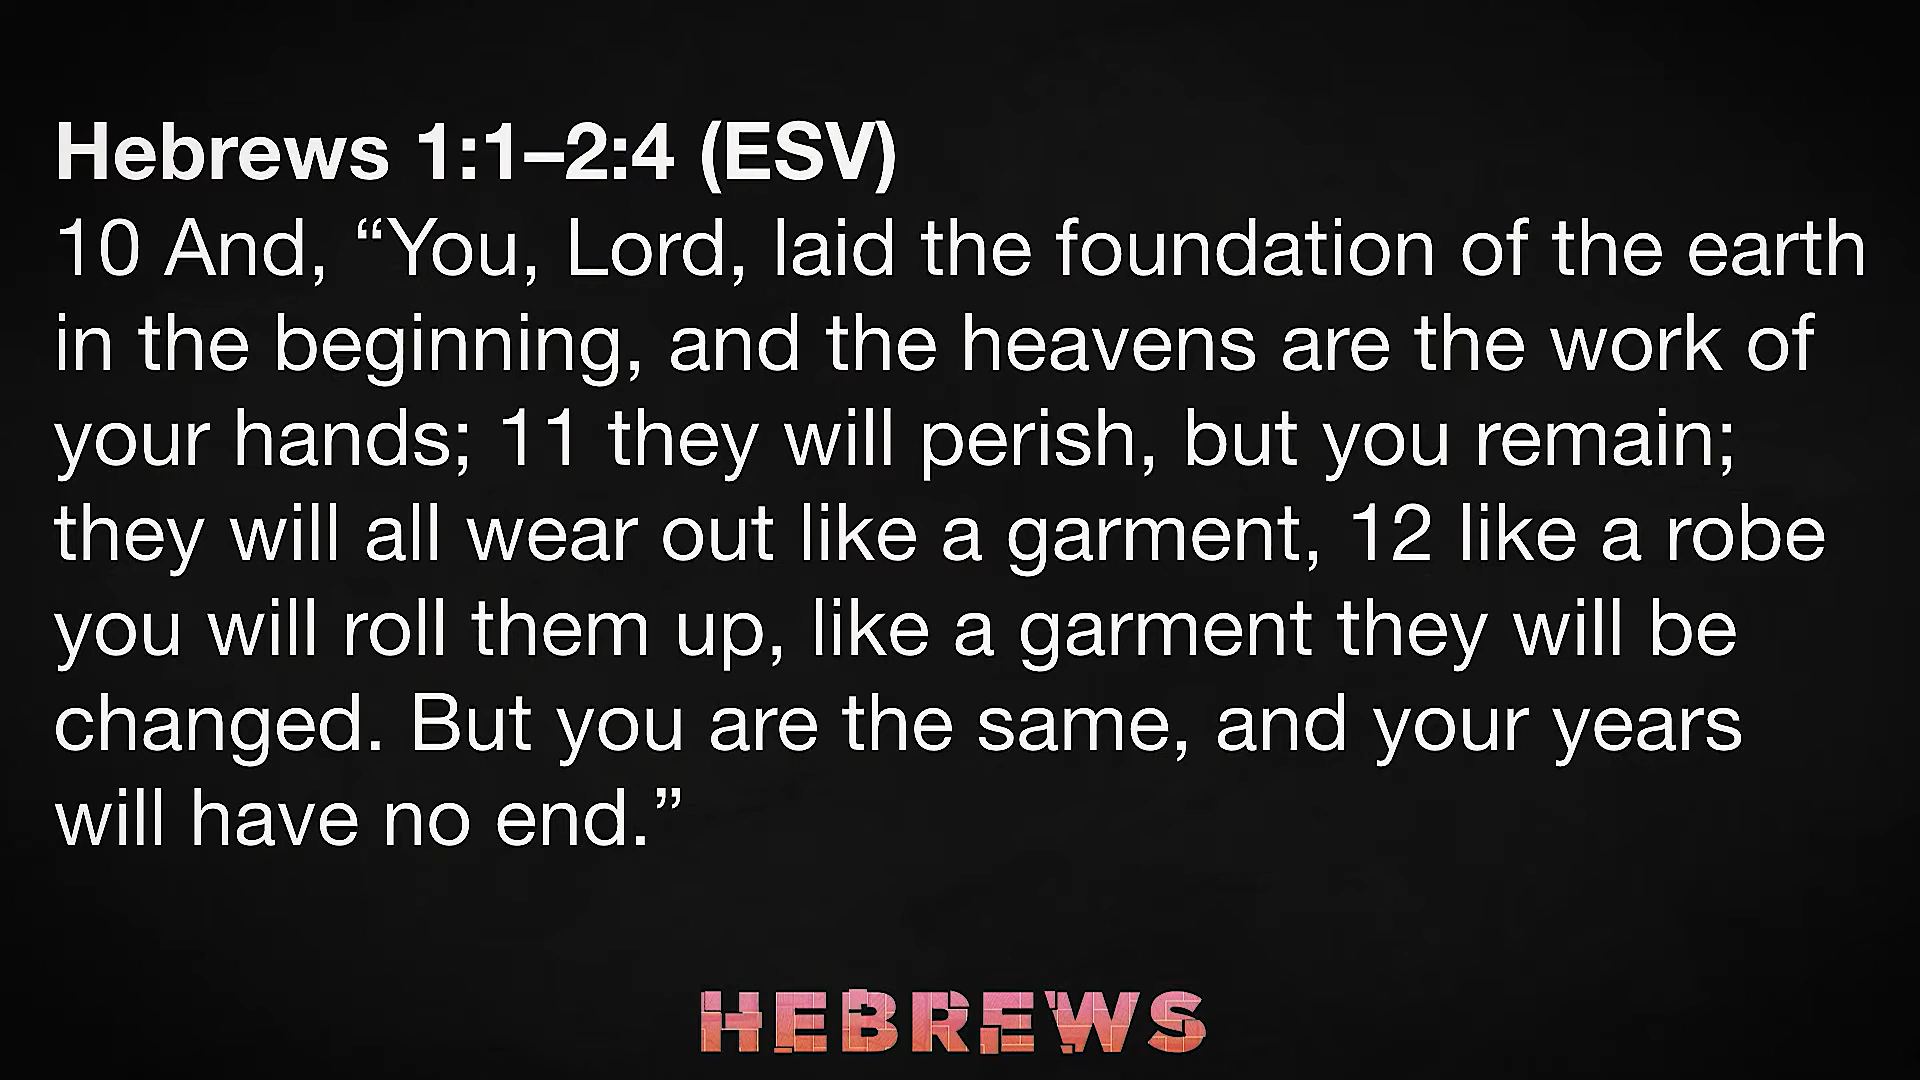 Hebrews 1:1–2:4 (ESV)
10 And, “You, Lord, laid the foundation of the earth
in the beginning, and the heavens are the work of
your hands; 11 they will perish, but you remain;
they will all wear out like a garment, 12 like a robe
you will roll them up, like a garment they will be
changed. But you are the same, and your years
will have no end.”
HEBREWS